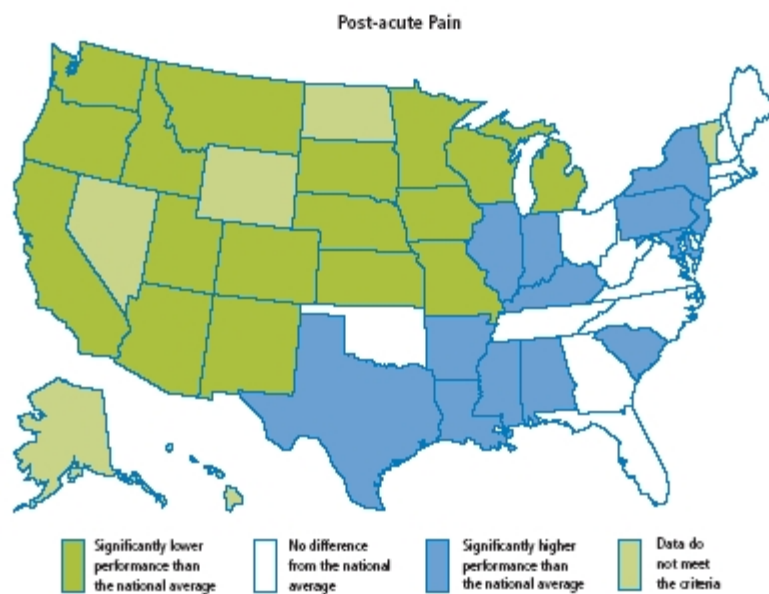 Post-acute Pain
Significantly lower
performance than
the national average
No difference
from the national
average
Significantly higher
performance than
the national average
Data do
not meet
the criteria